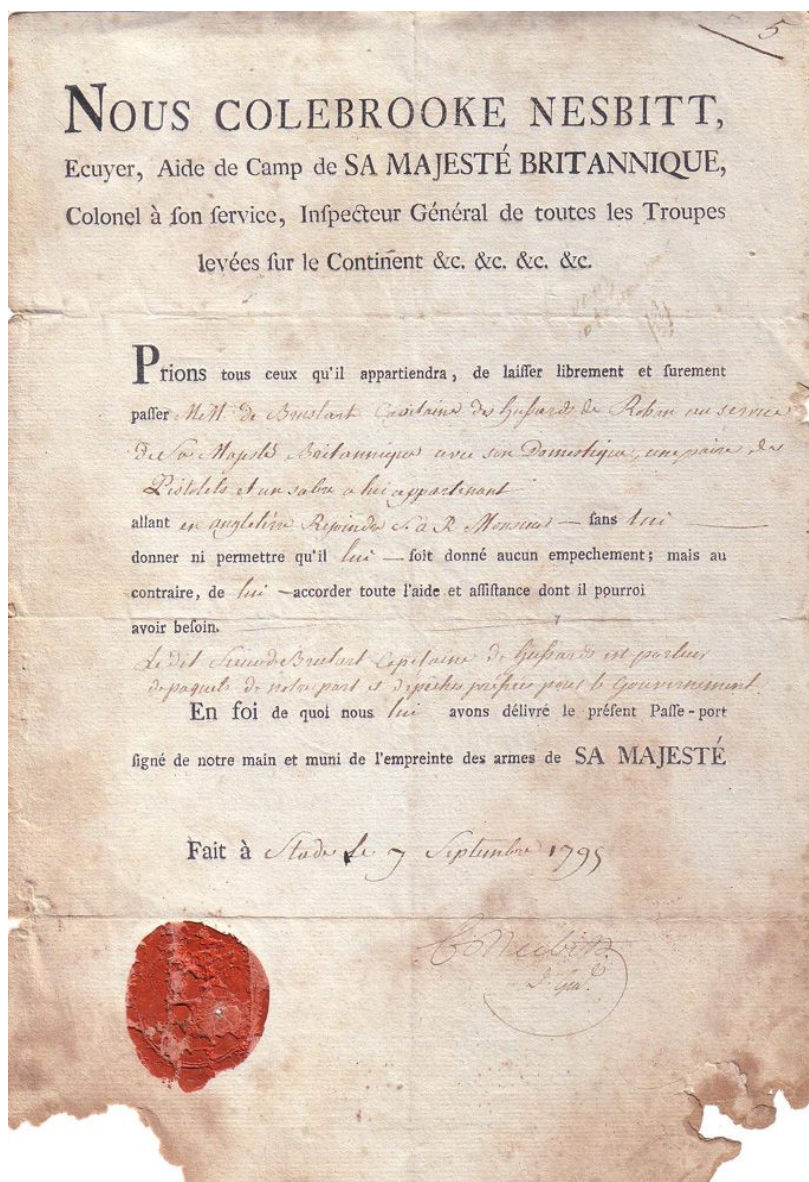 5
NOUS COLEBROOKE NESBITT,
Ecuyer, Aide de Camp de SA MAJESTÉ BRITANNIQUE,
Colonel à ſon ſervice, Inſpecteur Général de toutes les Troupes
levées ſur le Continent &c. &c. &c. &c.
Prions tous ceux qu'il appartiendra, de laiſſer librement et ſurement
paſſer de Bruslart Capitaine des Huſsards de Rohan au service
de Sa Majesté Britannique avec son Domestique, une paire de
Pistolets et un sabre a lui appartenant
allant en angleterre Rejoindre S. a R Monsieur — ſans lui —
donner ni permettre qu'il lui — ſoit donné aucun empechement; mais au
contraire, de lui — accorder toute l'aide et aſſiſtance dont il pourroi
avoir beſoin.
Le dit Sieur de Bruslart Capitaine de Huſsards est porteur
de paquets de notre part et dépêches pour le Gouvernement.
En foi de quoi nous lui avons délivré le préſent Paſſe-port
ſigné de notre main et muni de l'empreinte des armes de SA MAJESTÉ
Fait à Stade Le 7 Septembre 1795
Nesbitt